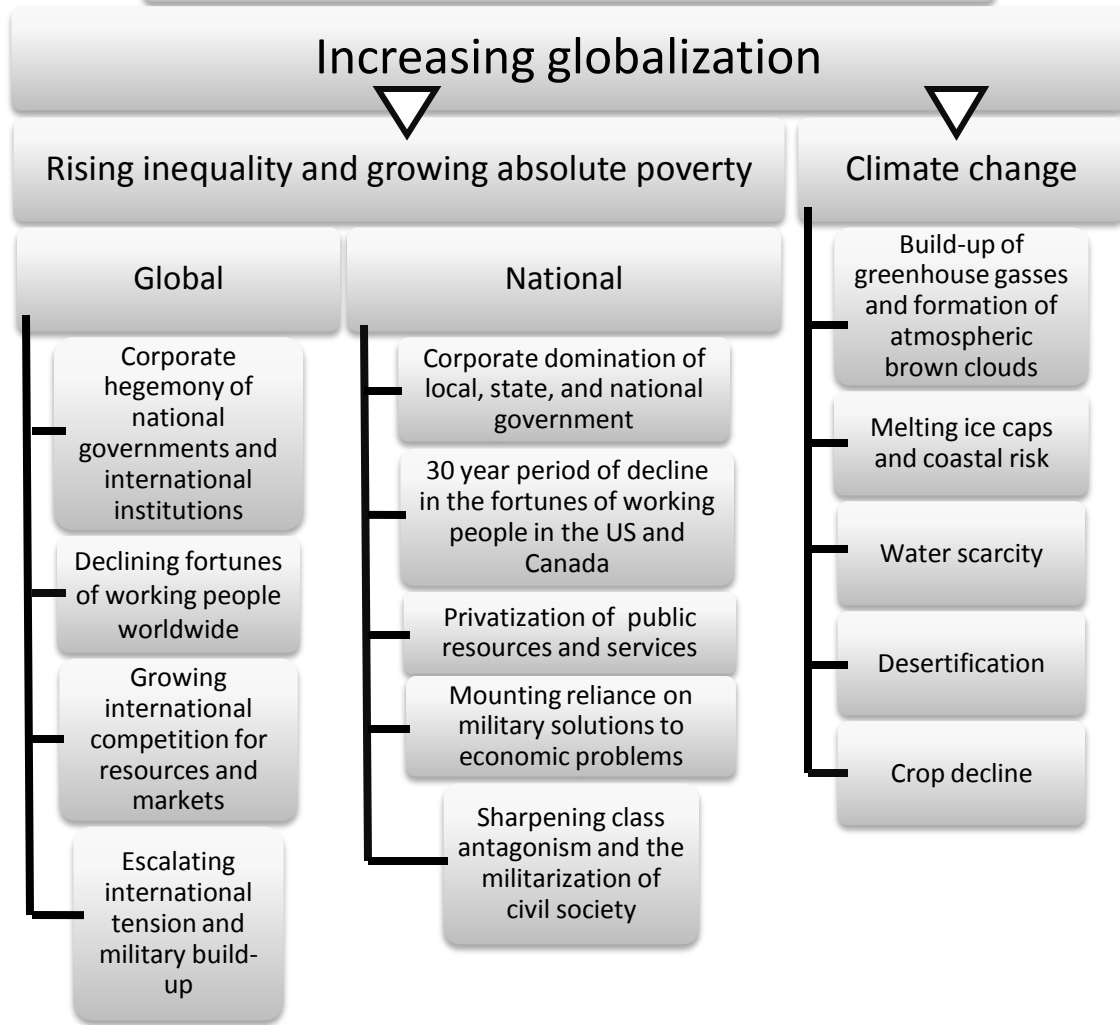 Increasing globalization
Rising inequality and growing absolute poverty
Global
Corporate
hegemony of
national
governments and
international
institutions
Declining fortunes
of working people
worldwide
Growing
international
competition for
resources and
markets
Escalating
international
tension and
military build-
up
National
Corporate domination of
local, state, and national
government
30 year period of decline
in the fortunes of working
people in the US and
Canada
Privatization of public
resources and services
Mounting reliance on
military solutions to
economic problems
Sharpening class
antagonism and the
militarization of
civil society
Climate change
Build-up of
greenhouse gasses
and formation of
atmospheric
brown clouds
Melting ice caps
and coastal risk
Water scarcity
Desertification
Crop decline